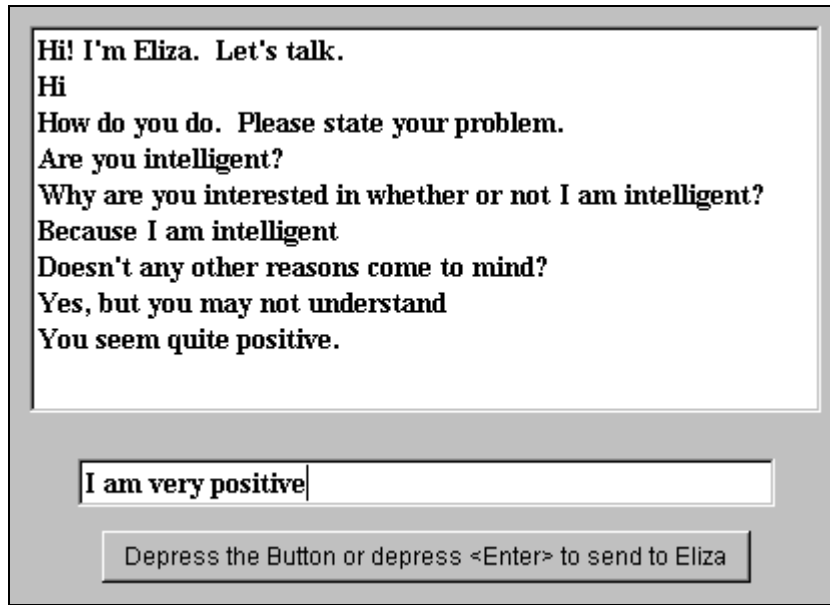 Hi! I'm Eliza.  Let's talk.
Hi
How do you do.  Please state your problem.
Are you intelligent?
Why are you interested in whether or not I am intelligent?
Because I am intelligent
Doesn't any other reasons come to mind?
Yes, but you may not understand
You seem quite positive.
I am very positive
Depress the Button or depress <Enter> to send to Eliza